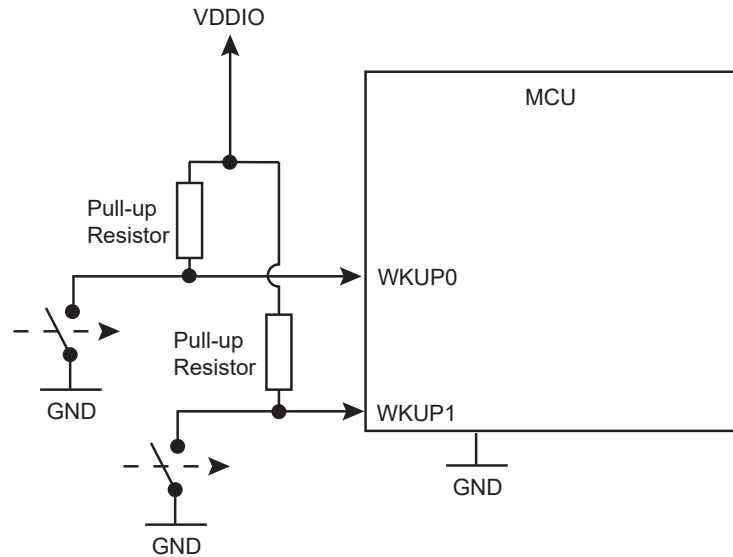 VDDIO
MCU
Pull-up
Resistor
WKUP0
Pull-up
Resistor
GND
WKUP1
GND
GND